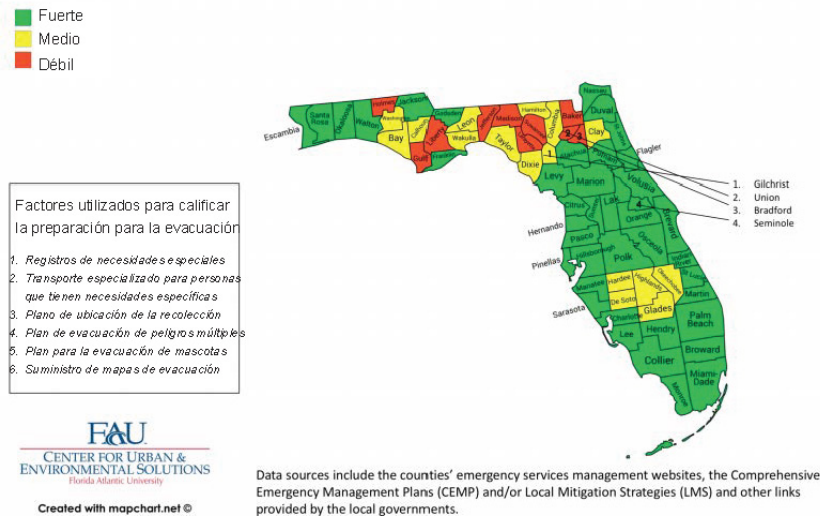 Fuerte
Medio
Débil
Nassau
Holmes
Jackson
Santa Rosa
Okaloosa
Walton
Washington
Gadsden
Hamilton
Baker
Duval
Escambia
Bay
Calhoun
Liberty
Leon
Wakulla
Jefferson
Madison
Columbia
Clay
Gulf
Franklin
Taylor
Dixie
1
2
3
Putnam
Flagler
Levy
Marion
Volusia
Citrus
Lake
4
Orange
Brevard
1. Gilchrist
2. Union
3. Bradford
4. Seminole
Hernando
Pasco
Pinellas
Hillsborough
Polk
Osceola
Indian River
Manatee
Hardee
Highlands
Okeechobee
St Lucie
Sarasota
De Soto
Martin
Charlotte
Glades
Palm Beach
Lee
Hendry
Broward
Collier
Monroe
Miami-Dade
Factores utilizados para calificar
la preparación para la evacuación
1. Registros de necesidades especiales
2. Transporte especializado para personas
que tienen necesidades específicas
3. Plano de ubicación de la recolección
4. Plan de evacuación de peligros múltiples
5. Plan para la evacuación de mascotas
6. Suministro de mapas de evacuación
FAU
CENTER FOR URBAN &
ENVIRONMENTAL SOLUTIONS
Florida Atlantic University
Created with mapchart.net ©
Data sources include the counties' emergency services management websites, the Comprehensive
Emergency Management Plans (CEMP) and/or Local Mitigation Strategies (LMS) and other links
provided by the local governments.